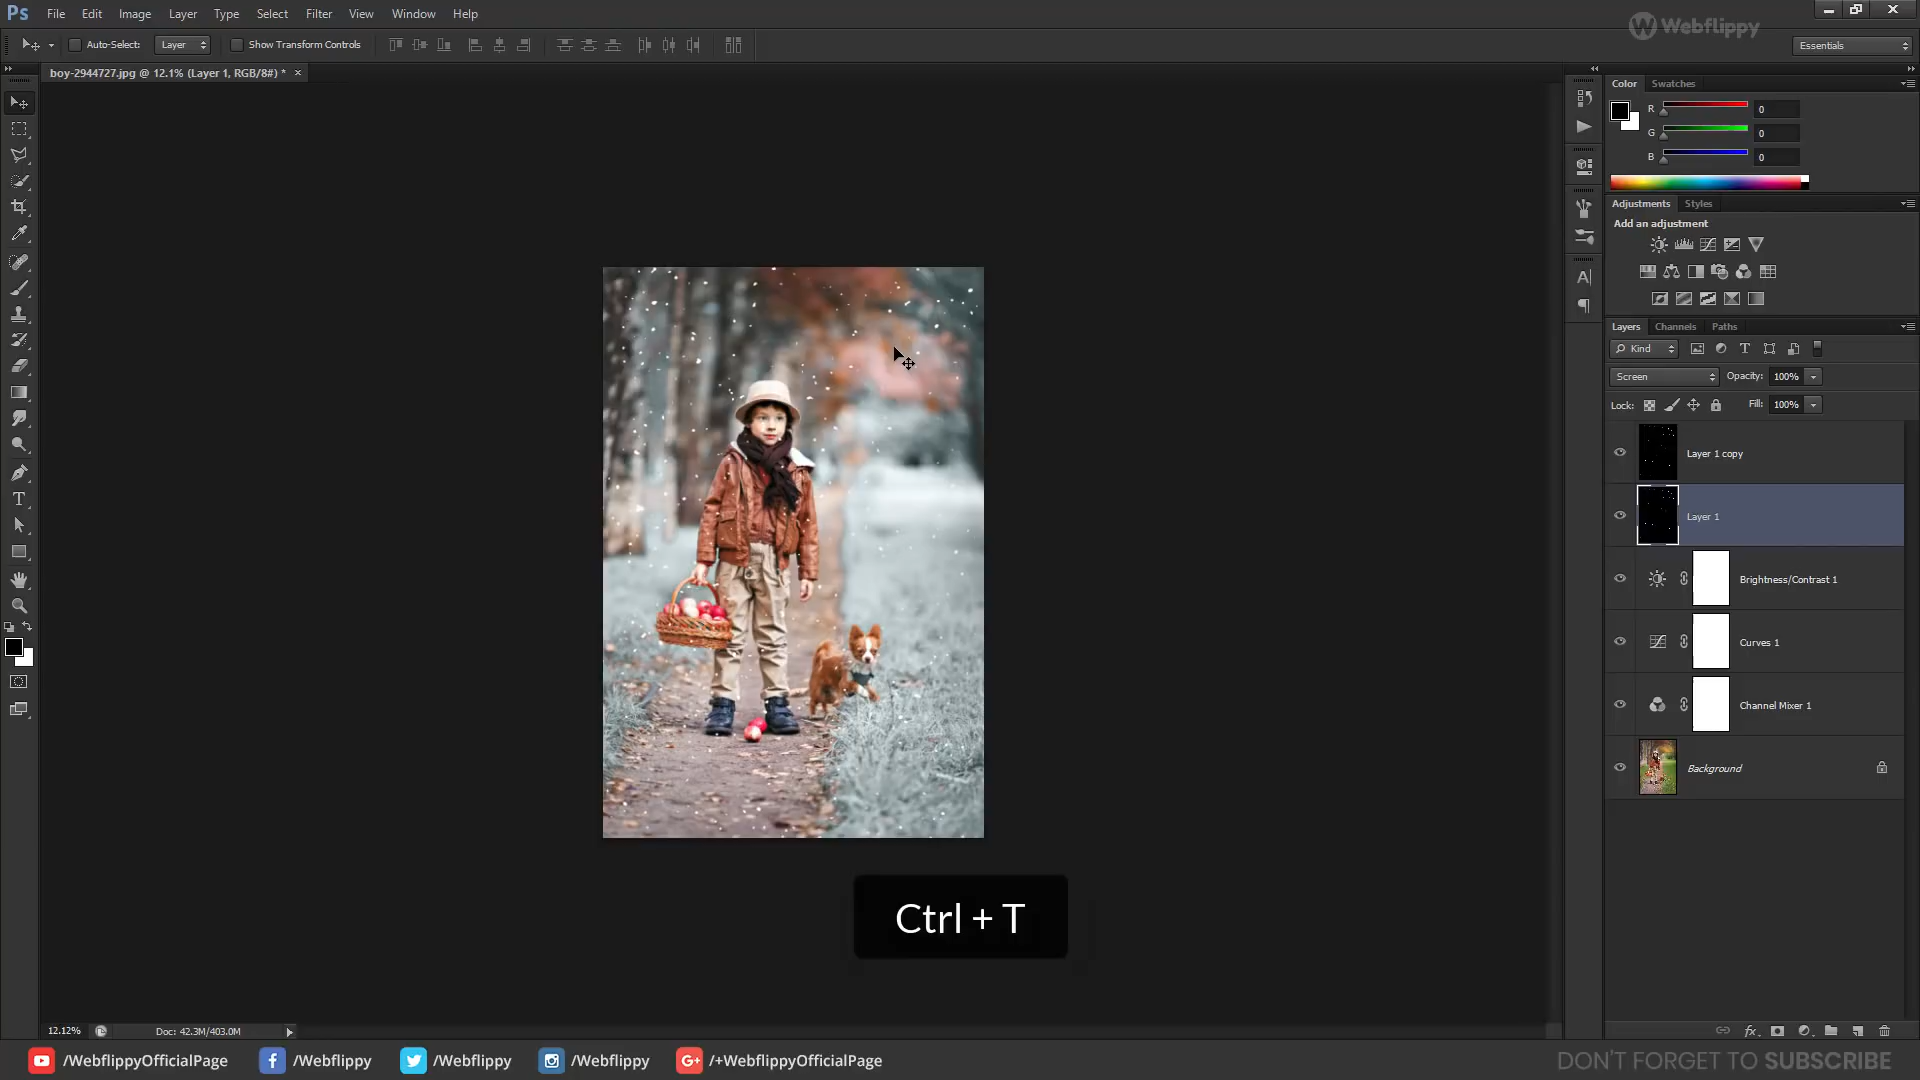 Ps File Edit Image Layer Type Select Filter View Window Help
Webflippy
Auto-Select: Layer Show Transform Controls
Essentials
boy-2944727.jpg @ 12.1% (Layer 1, RGB/8#) * ×
Color Swatches
R 0
G 0
B 0
Adjustments Styles
Add an adjustment
Layers Channels Paths
Kind
Screen Opacity: 100%
Lock: Fill: 100%
Layer 1 copy
Layer 1
Brightness/Contrast 1
Curves 1
Channel Mixer 1
Background
Ctrl + T
12.12% Doc: 42.3M/403.0M
/WebflippyOfficialPage /Webflippy /Webflippy /Webflippy /+WebflippyOfficialPage
DON'T FORGET TO SUBSCRIBE